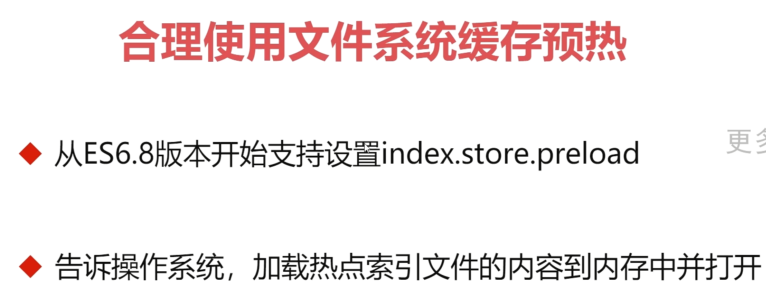 合理使用文件系统缓存预热
从ES6.8版本开始支持设置index.store.preload
更
告诉操作系统，加载热点索引文件的内容到内存中并打开